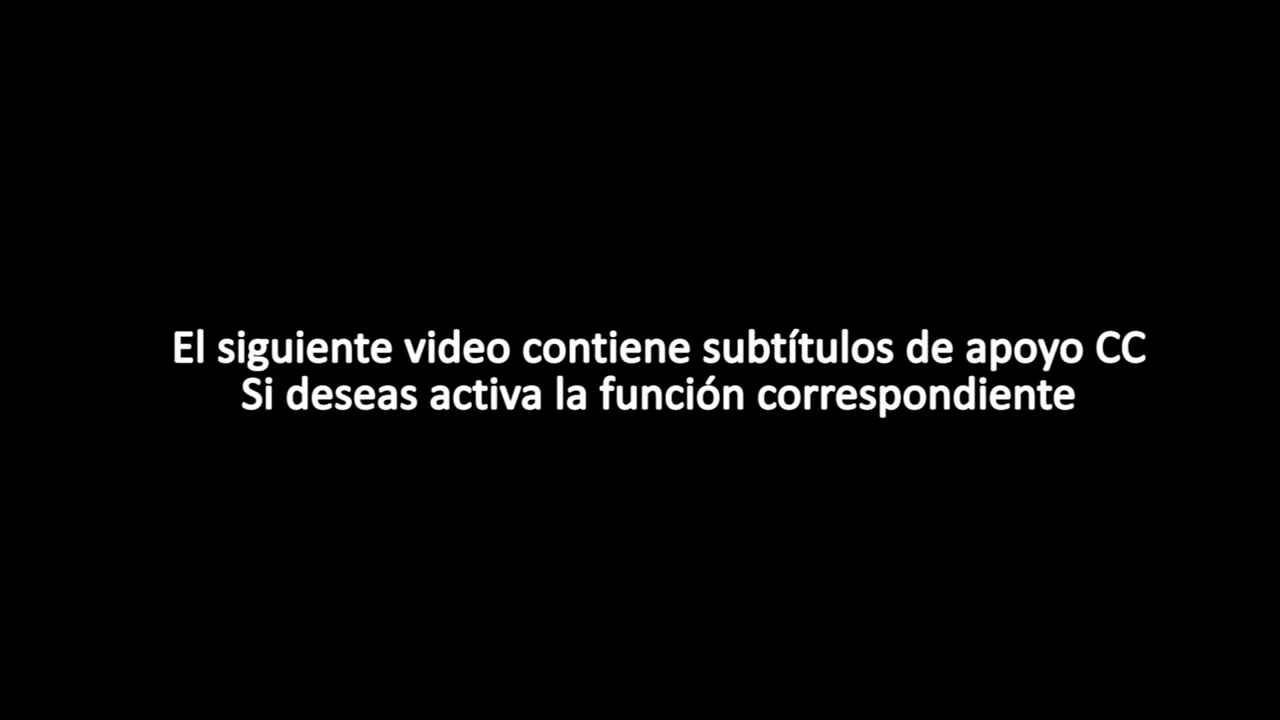 El siguiente video contiene subtítulos de apoyo CC
Si deseas activa la función correspondiente